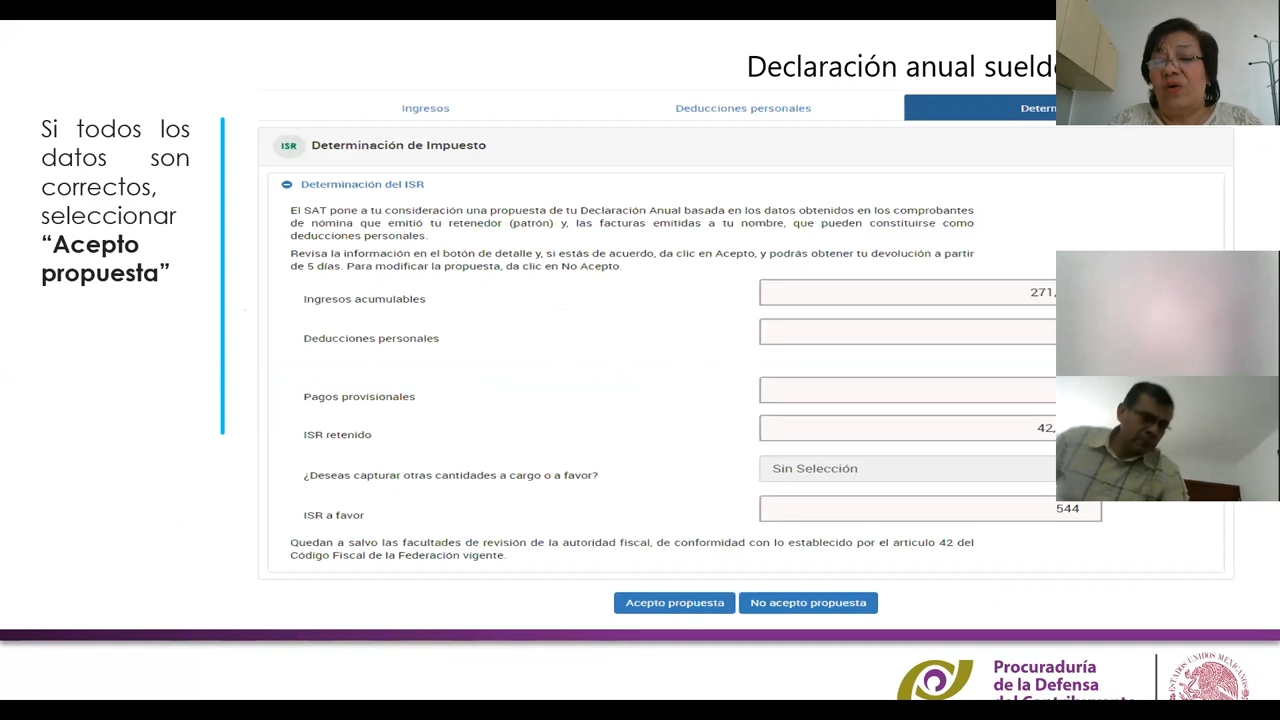 Declaración anual
Si todos los
datos son
correctos,
seleccionar
“Acepto
propuesta”
Ingresos
Deducciones personales
ISR
Determinación de Impuesto
Determinación del ISR
El SAT pone a tu consideración una propuesta de tu Declaración Anual basada en los datos obtenidos en los comprobantes
de nómina que emitió tu retenedor (patrón) y, las facturas emitidas a tu nombre, que pueden constituirse como
deducciones personales.
Revisa la información en el botón de detalle y, si estás de acuerdo, da clic en Acepto, y podrás obtener tu devolución a partir
de 5 días. Para modificar la propuesta, da clic en No Acepto.
Ingresos acumulables
271,
Deducciones personales
Pagos provisionales
ISR retenido
42,
¿Deseas capturar otras cantidades a cargo o a favor?
Sin Selección
ISR a favor
544
Quedan a salvo las facultades de revisión de la autoridad fiscal, de conformidad con lo establecido por el articulo 42 del
Código Fiscal de la Federación vigente.
Acepto propuesta
No acepto propuesta
Procuraduría
de la Defensa
del Contribuyente